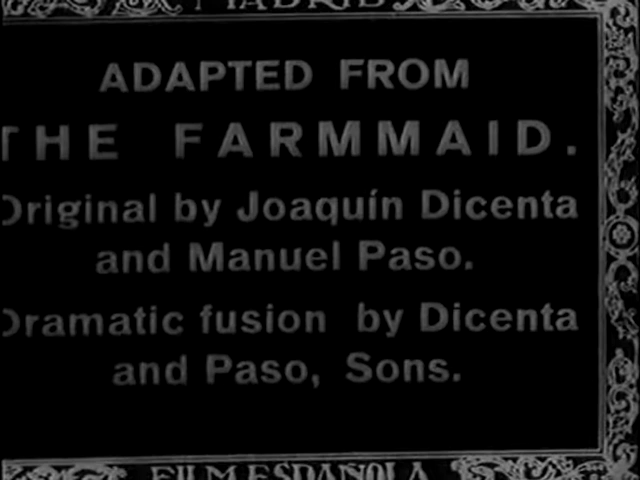 MADRID
ADAPTED FROM
THE FARMMAID.
Original by Joaquín Dicenta
and Manuel Paso.
Dramatic fusion by Dicenta
and Paso, Sons.
FILM ESPAÑOLA